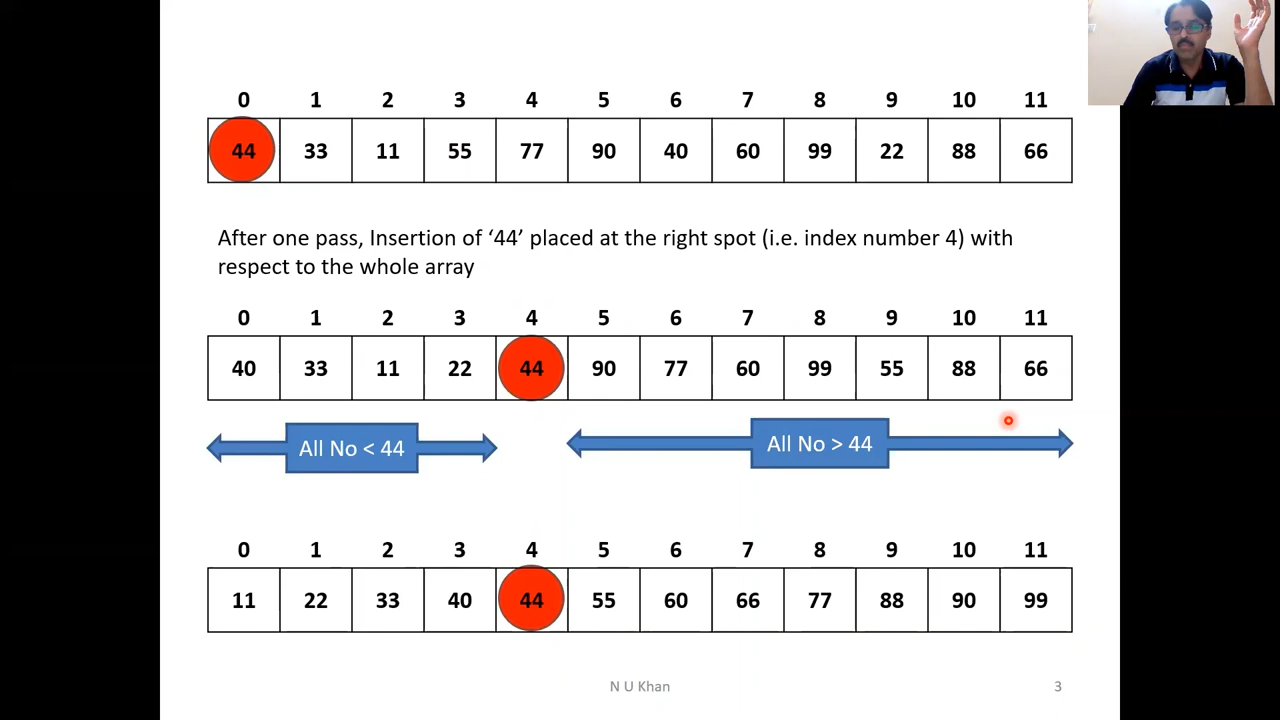 0 1 2 3 4 5 6 7 8 9 10 11
44 33 11 55 77 90 40 60 99 22 88 66
After one pass, Insertion of ‘44’ placed at the right spot (i.e. index number 4) with
respect to the whole array
0 1 2 3 4 5 6 7 8 9 10 11
40 33 11 22 44 90 77 60 99 55 88 66
All No < 44 All No > 44
0 1 2 3 4 5 6 7 8 9 10 11
11 22 33 40 44 55 60 66 77 88 90 99
N U Khan 3